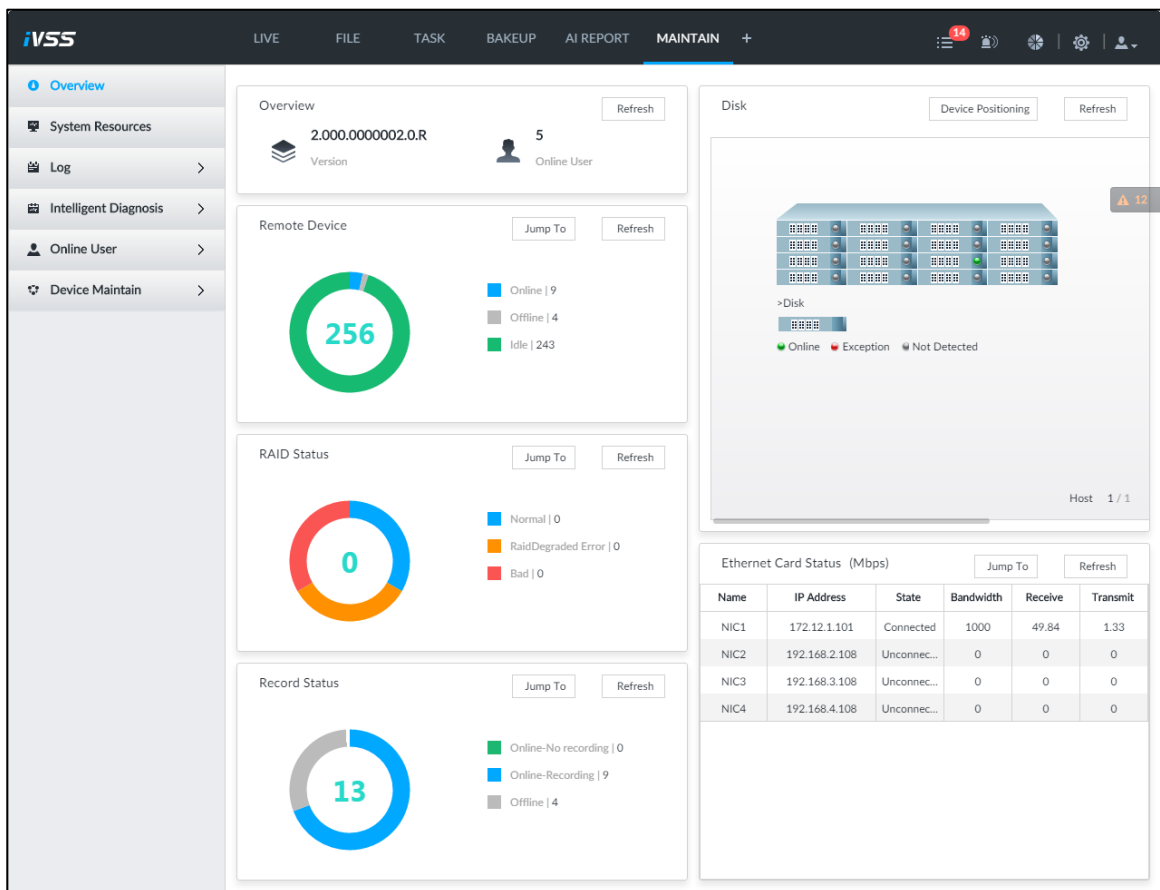 iVSS
LIVE FILE TASK BAKEUP AI REPORT MAINTAIN + 14
Overview
System Resources
Log
Intelligent Diagnosis
Online User
Device Maintain
Overview Refresh
2.000.0000002.0.R 5
Version Online User
Remote Device Jump To Refresh
256
Online | 9
Offline | 4
Idle | 243
RAID Status Jump To Refresh
0
Normal | 0
RaidDegraded Error | 0
Bad | 0
Record Status Jump To Refresh
13
Online-No recording | 0
Online-Recording | 9
Offline | 4
Disk Device Positioning Refresh
12
>Disk
Online Exception Not Detected
Host 1 / 1
Ethernet Card Status (Mbps) Jump To Refresh
Name IP Address State Bandwidth Receive Transmit
NIC1 172.12.1.101 Connected 1000 49.84 1.33
NIC2 192.168.2.108 Unconnec... 0 0 0
NIC3 192.168.3.108 Unconnec... 0 0 0
NIC4 192.168.4.108 Unconnec... 0 0 0